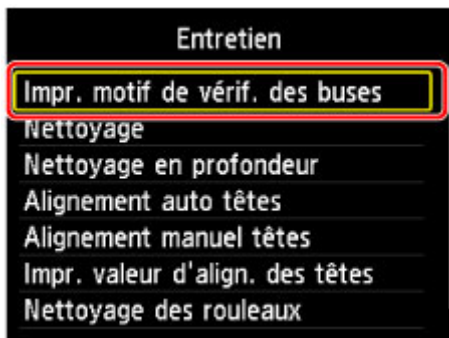 Entretien
Impr. motif de vérif. des buses
Nettoyage
Nettoyage en profondeur
Alignement auto têtes
Alignement manuel têtes
Impr. valeur d'align. des têtes
Nettoyage des rouleaux